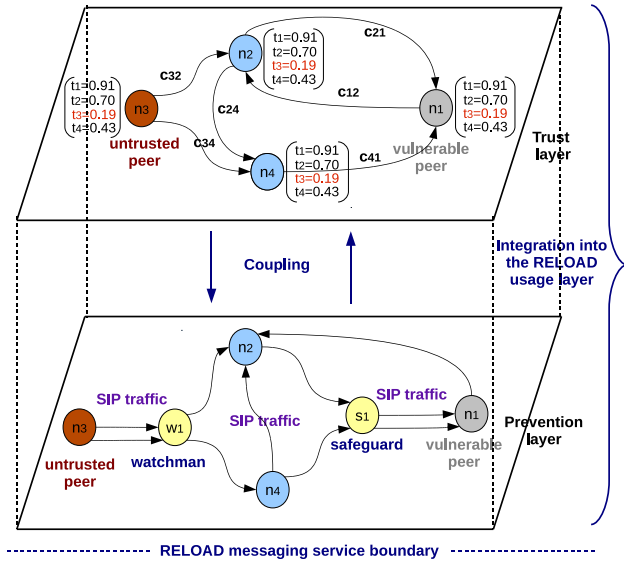 c21
n2
t1=0.91
t2=0.70
t3=0.19
t4=0.43
c32
t1=0.91
t2=0.70
t3=0.19
t4=0.43
n3
c12
n1
t1=0.91
t2=0.70
t3=0.19
t4=0.43
c24
untrusted
peer
c34
n4
t1=0.91
t2=0.70
t3=0.19
t4=0.43
c41
vulnerable
peer
Trust
layer
Coupling
Integration into
the RELOAD
usage layer
n2
SIP traffic
SIP traffic
SIP traffic
n3
w1
s1
n1
untrusted
peer
watchman
safeguard
vulnerable
peer
Prevention
layer
n4
RELOAD messaging service boundary